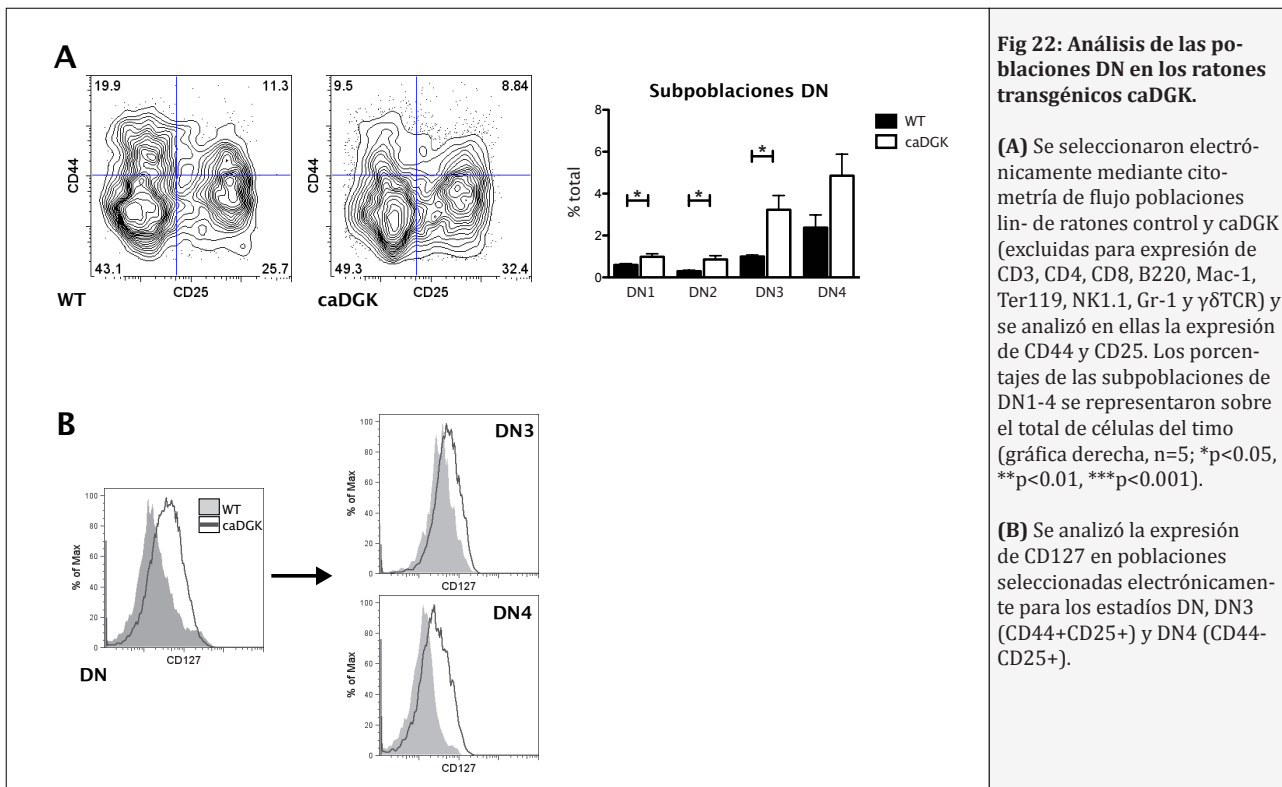 A
19.9
11.3
CD44
43.1
25.7
CD25
WT
9.5
8.84
CD44
49.3
32.4
CD25
caDGK
Subpoblaciones DN
WT
caDGK
% total
8
6
4
2
0
*
*
*
DN1
DN2
DN3
DN4
B
% of Max
100
80
60
40
20
0
WT
caDGK
CD127
DN
DN3
% of Max
100
80
60
40
20
0
CD127
DN4
% of Max
100
80
60
40
20
0
CD127
Fig 22: Análisis de las po-
blaciones DN en los ratones
transgénicos caDGK.
(A) Se seleccionaron electró-
nicamente mediante cito-
metría de flujo poblaciones
lin- de ratones control y caDGK
(excluidas para expresión de
CD3, CD4, CD8, B220, Mac-1,
Ter119, NK1.1, Gr-1 y γδTCR) y
se analizó en ellas la expresión
de CD44 y CD25. Los porcen-
tajes de las subpoblaciones de
DN1-4 se representaron sobre
el total de células del timo
(gráfica derecha, n=5; *p<0.05,
**p<0.01, ***p<0.001).
(B) Se analizó la expresión
de CD127 en poblaciones
seleccionadas electrónicamen-
te para los estadíos DN, DN3
(CD44+CD25+) y DN4 (CD44-
CD25+).